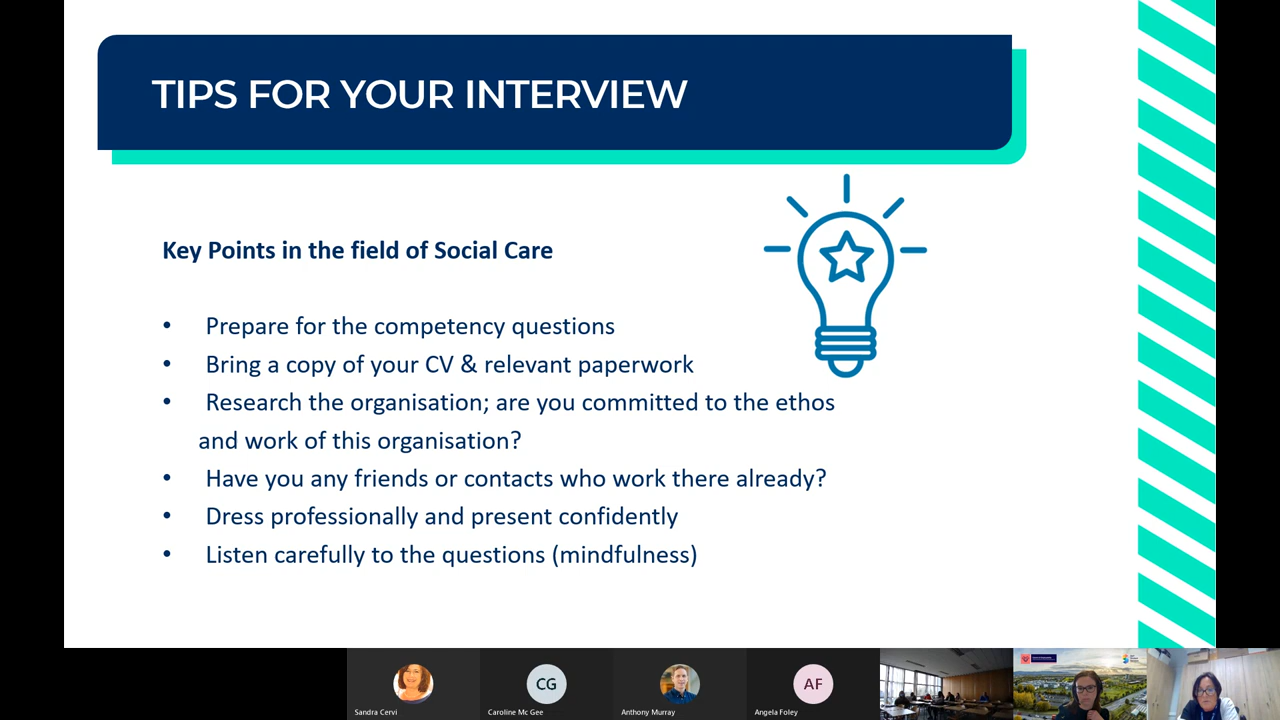 TIPS FOR YOUR INTERVIEW
Key Points in the field of Social Care
• Prepare for the competency questions
• Bring a copy of your CV & relevant paperwork
• Research the organisation; are you committed to the ethos
and work of this organisation?
• Have you any friends or contacts who work there already?
• Dress professionally and present confidently
• Listen carefully to the questions (mindfulness)
CG
AF
Sandra Cervi
Caroline Mc Gee
Anthony Murray
Angela Foley